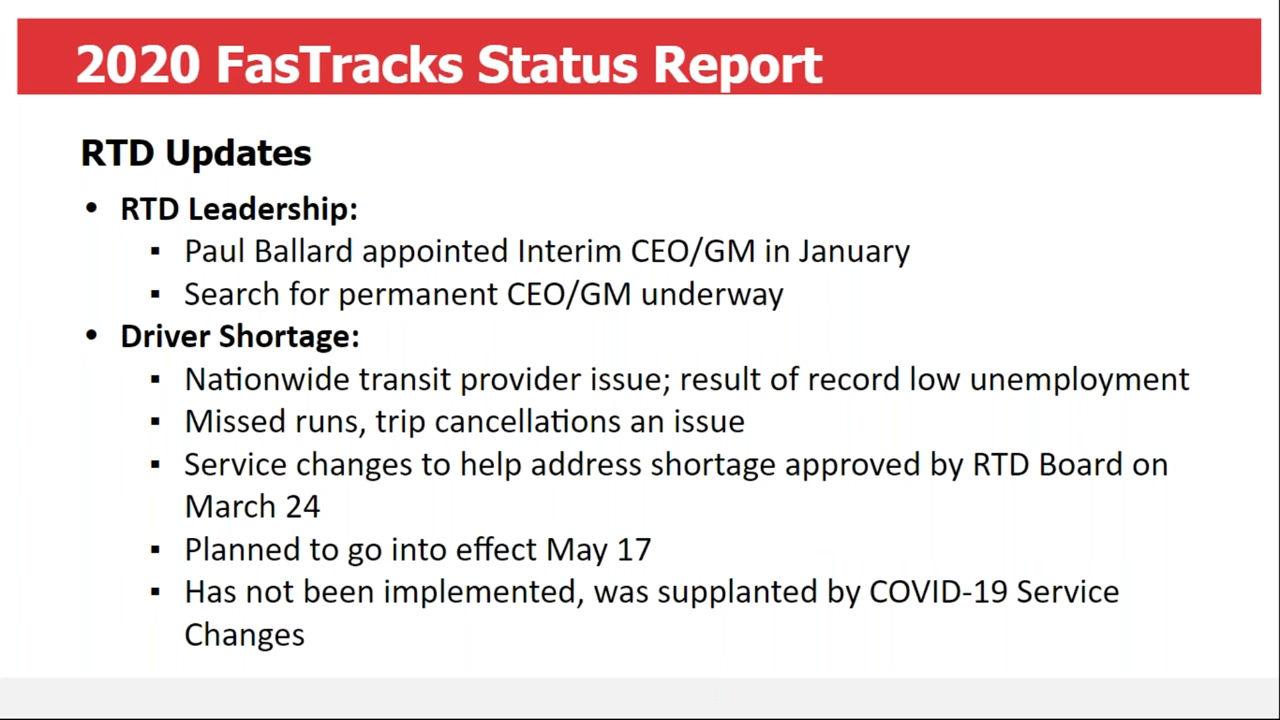 2020 FasTracks Status Report
RTD Updates
• RTD Leadership:
▪ Paul Ballard appointed Interim CEO/GM in January
▪ Search for permanent CEO/GM underway
• Driver Shortage:
▪ Nationwide transit provider issue; result of record low unemployment
▪ Missed runs, trip cancellations an issue
▪ Service changes to help address shortage approved by RTD Board on
March 24
▪ Planned to go into effect May 17
▪ Has not been implemented, was supplanted by COVID-19 Service
Changes